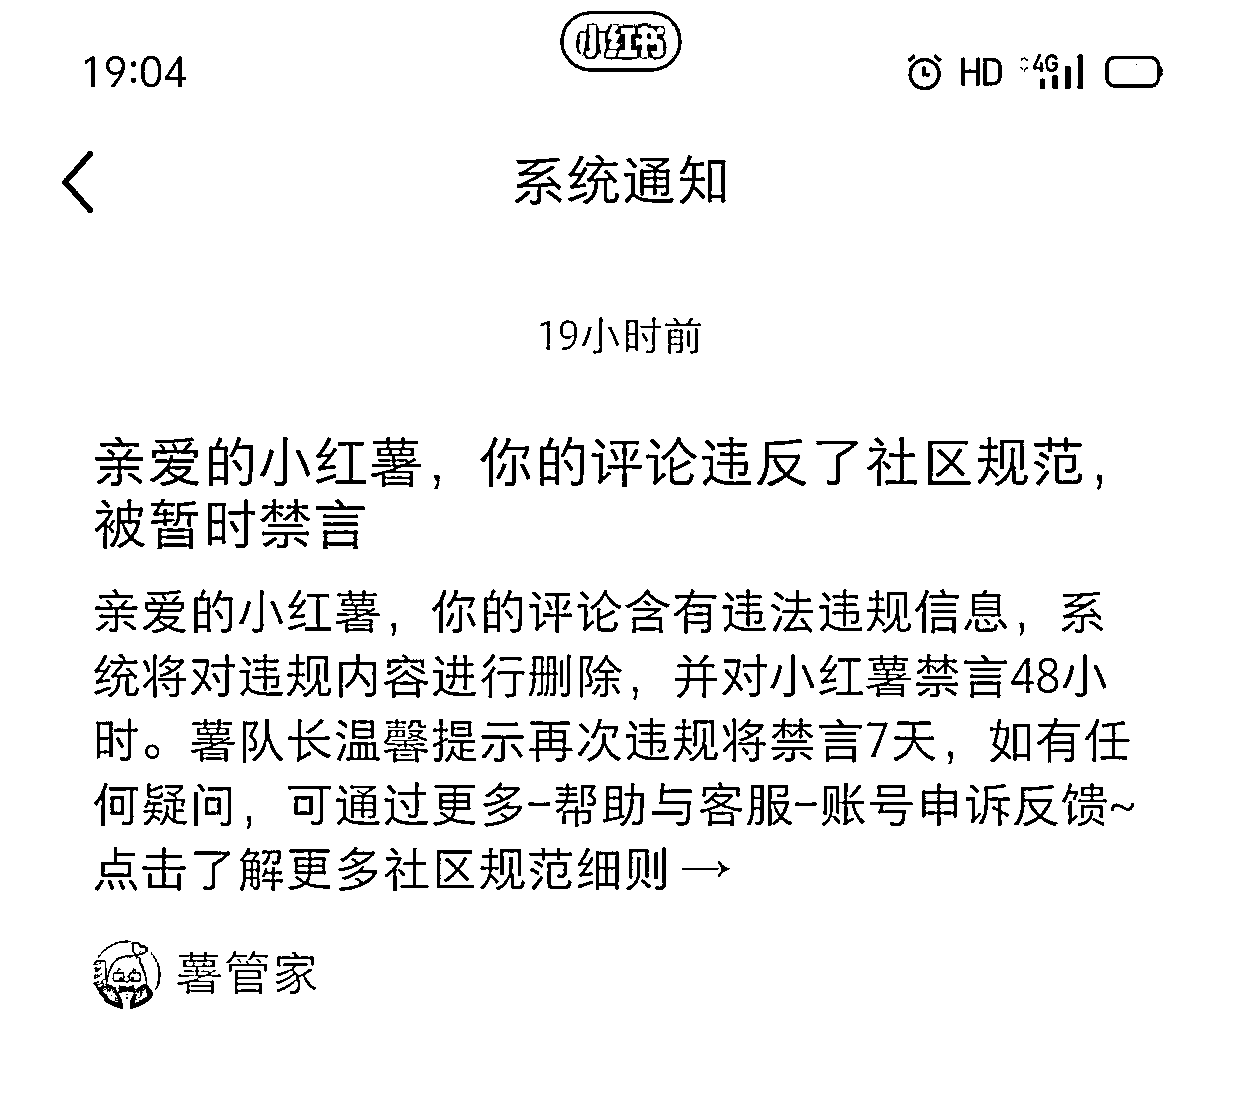 小红书
19:04 HD 4G
系统通知
19小时前
亲爱的小红薯，你的评论违反了社区规范，
被暂时禁言
亲爱的小红薯，你的评论含有违法违规信息，系
统将对违规内容进行删除，并对小红薯禁言48小
时。薯队长温馨提示再次违规将禁言7天，如有任
何疑问，可通过更多-帮助与客服-账号申诉反馈~
点击了解更多社区规范细则 →
薯管家